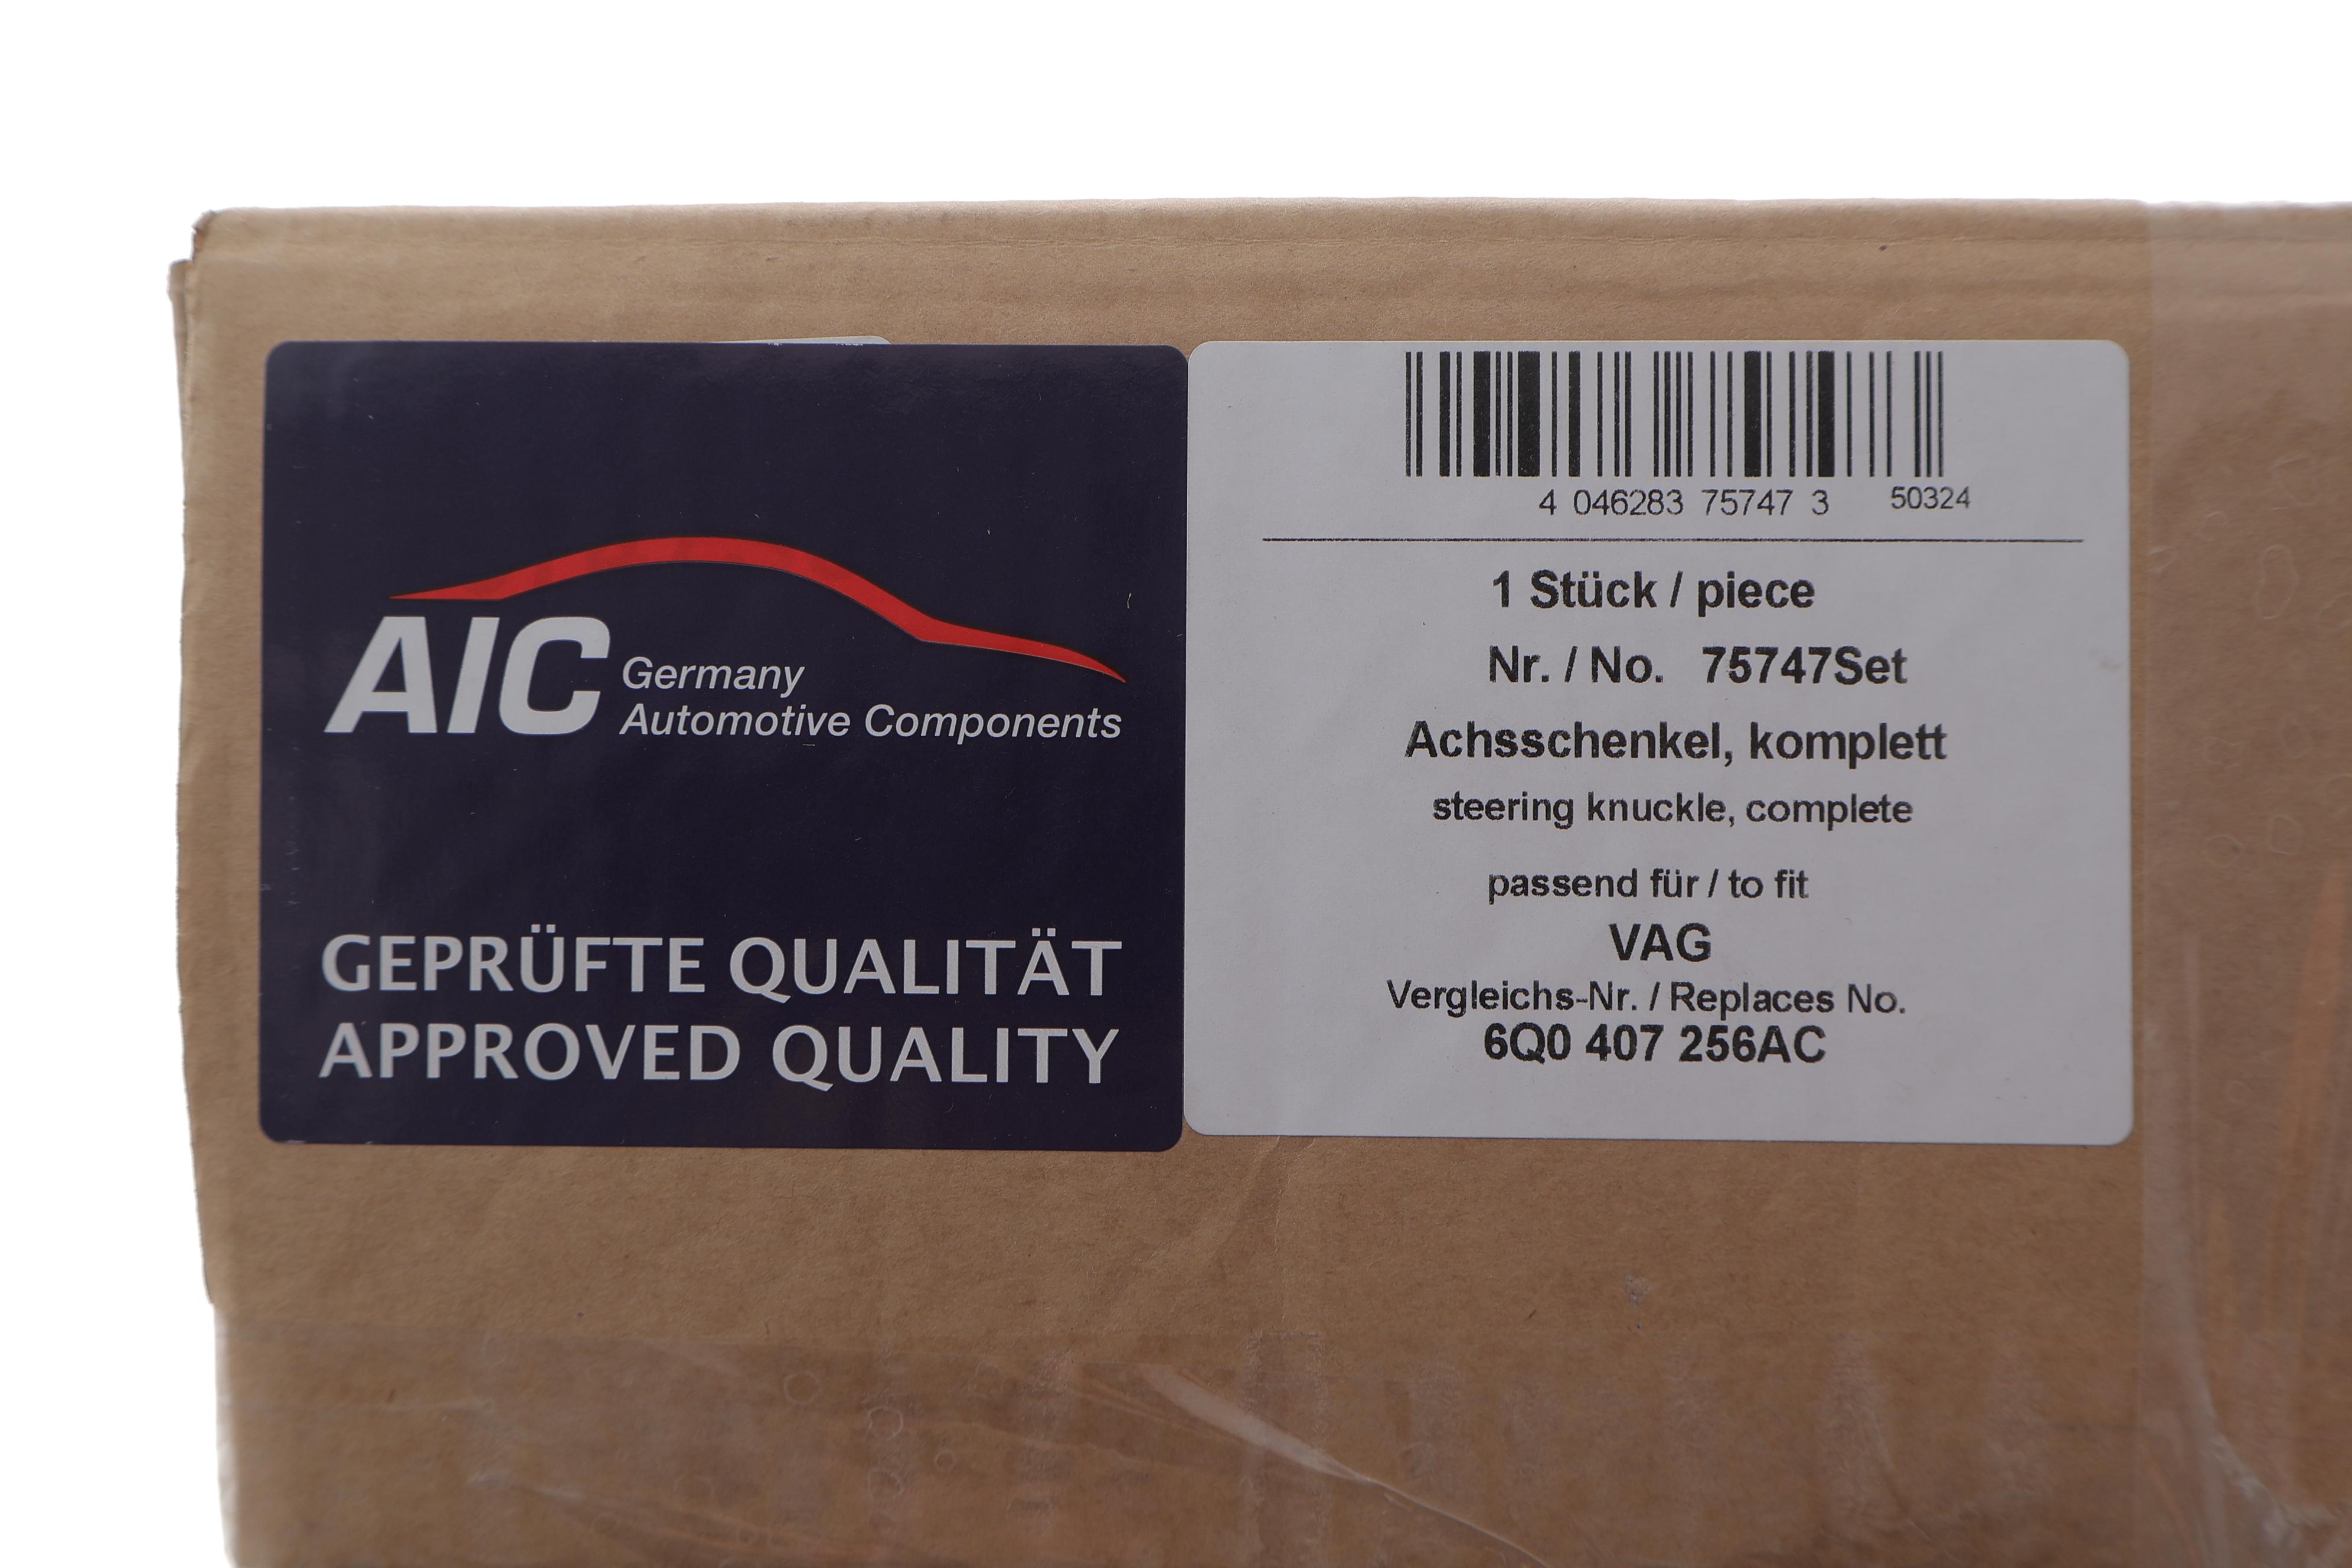 AIC Germany
Automotive Components
GEPRÜFTE QUALITÄT
APPROVED QUALITY
4 046283 75747 3 50324
1 Stück / piece
Nr. / No. 75747Set
Achsschenkel, komplett
steering knuckle, complete
passend für / to fit
VAG
Vergleichs-Nr. / Replaces No.
6Q0 407 256AC